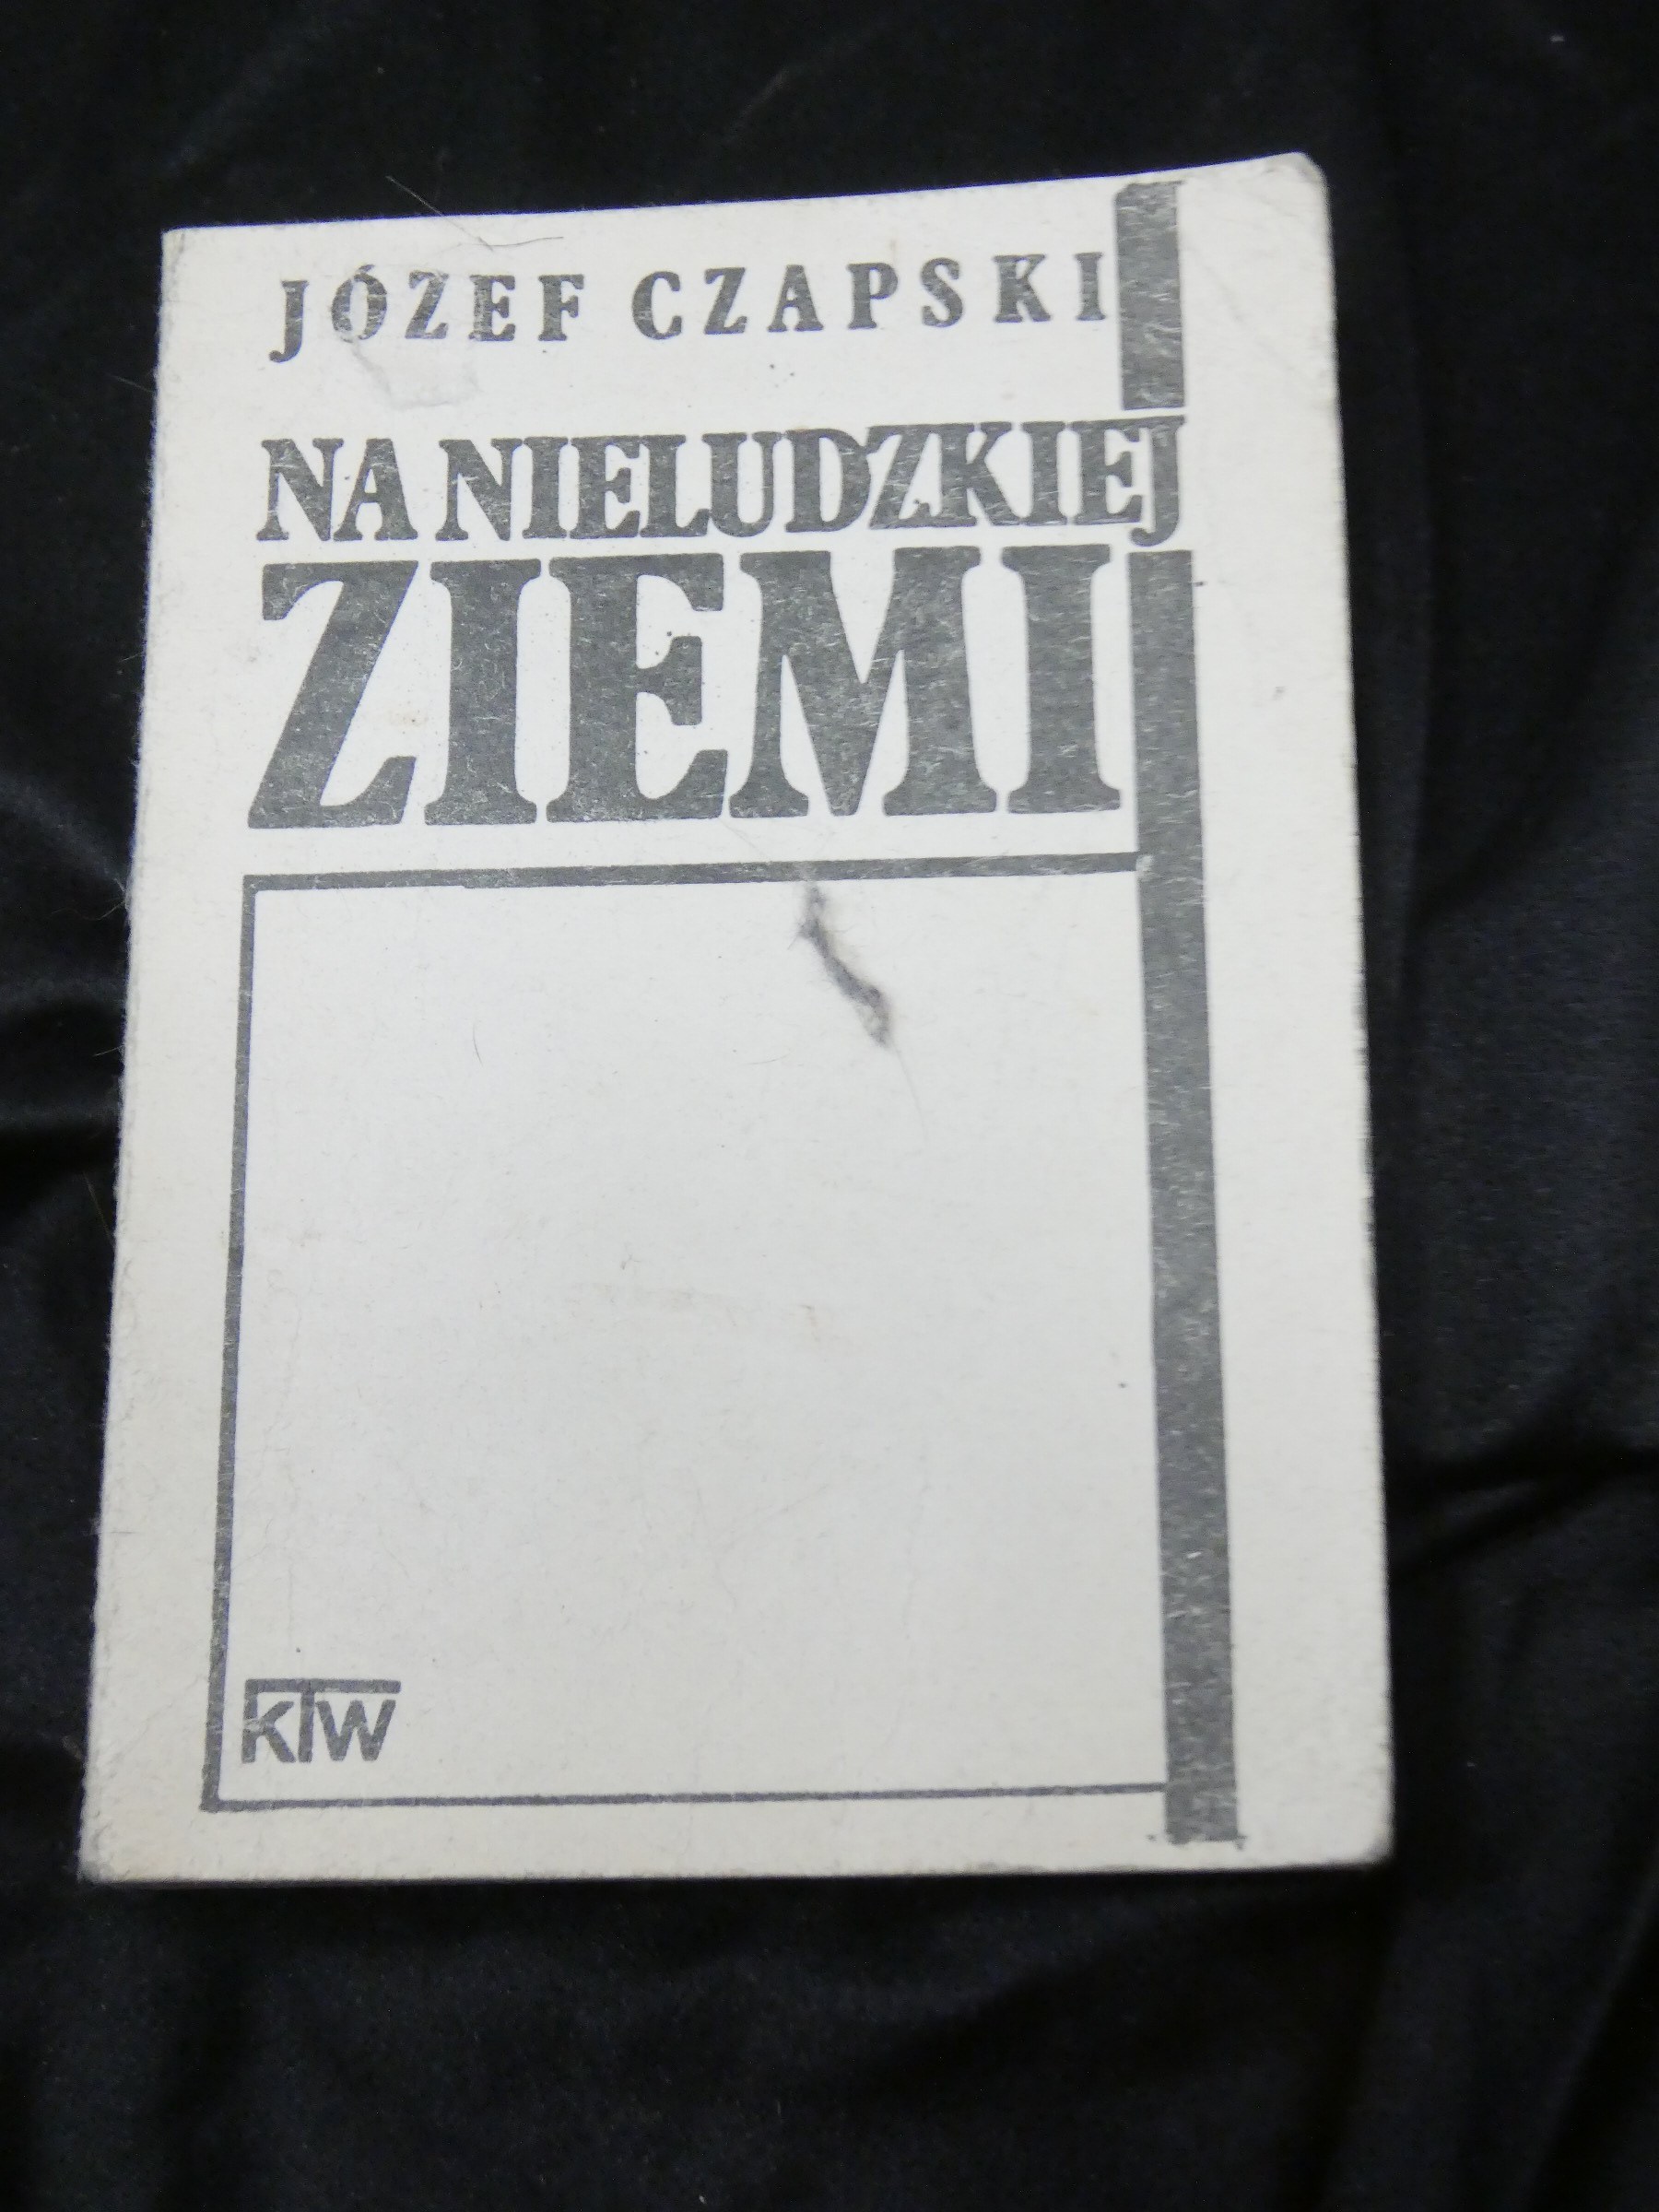 JÓZEF CZAPSKI
NA NIELUDZKIEJ
ZIEMI
KTW